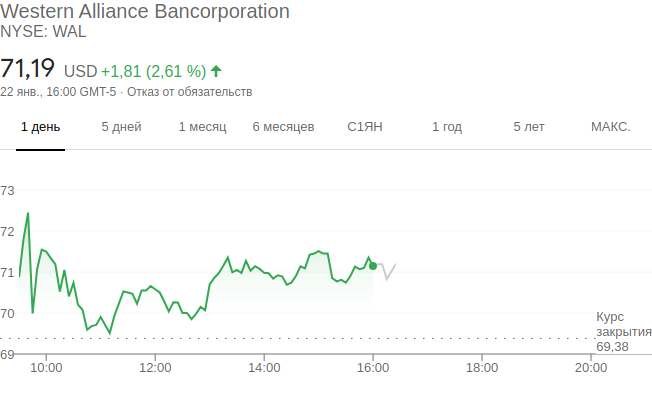 Western Alliance Bancorporation
NYSE: WAL
71,19 USD +1,81 (2,61 %)
22 янв., 16:00 GMT-5 · Отказ от обязательств
1 день 5 дней 1 месяц 6 месяцев С1ЯН 1 год 5 лет МАКС.
73
72
71
70
Курс
закрытия
69,38
69
10:00 12:00 14:00 16:00 18:00 20:00